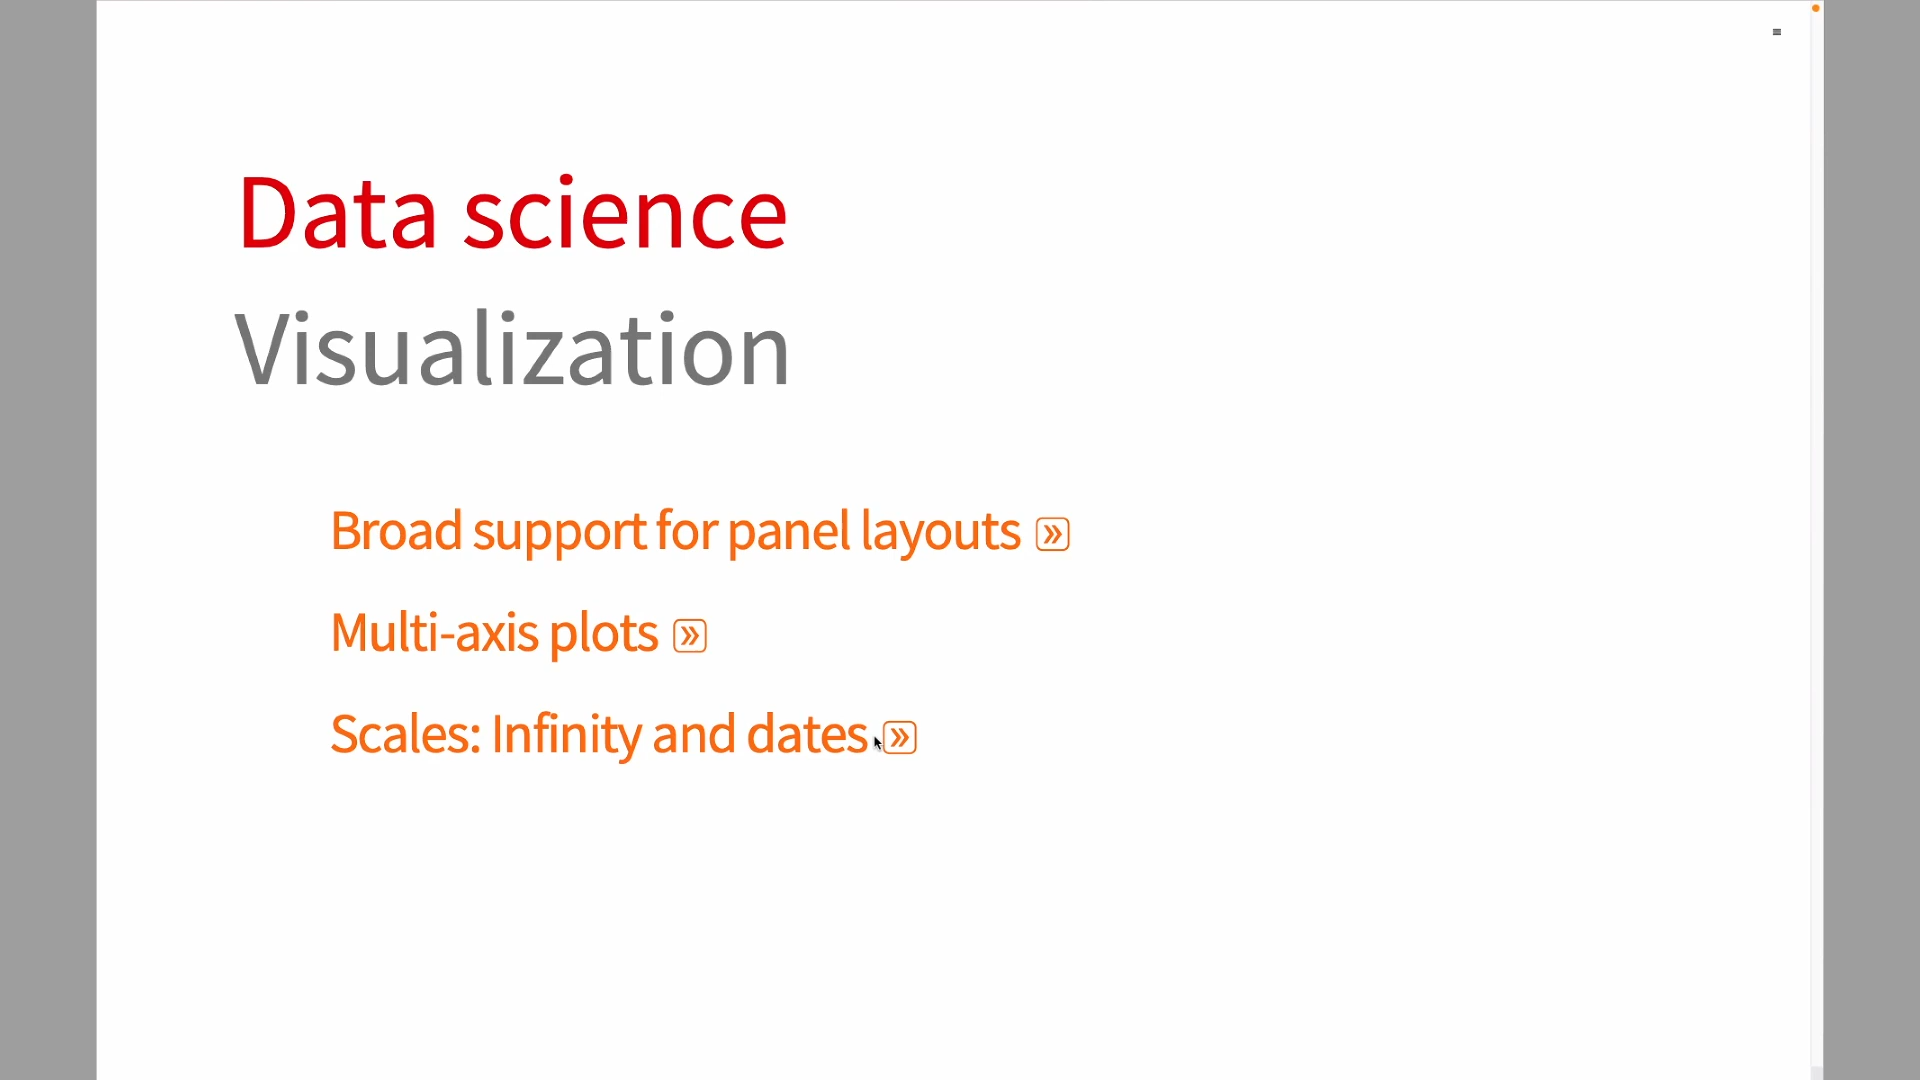 Data science
Visualization
Broad support for panel layouts »
Multi-axis plots »
Scales: Infinity and dates »